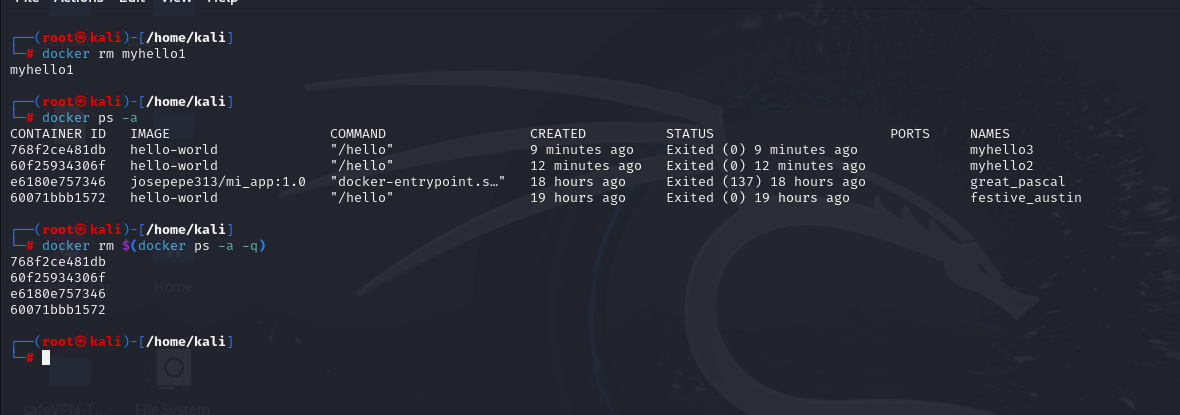 File Actions Edit View Help
┌──(root㉿kali)-[/home/kali]
└─# docker rm myhello1
myhello1
┌──(root㉿kali)-[/home/kali]
└─# docker ps -a
CONTAINER ID   IMAGE                    COMMAND                  CREATED          STATUS                      PORTS     NAMES
768f2ce481db   hello-world              "/hello"                 9 minutes ago    Exited (0) 9 minutes ago              myhello3
60f25934306f   hello-world              "/hello"                 12 minutes ago   Exited (0) 12 minutes ago             myhello2
e6180e757346   josepepe313/mi_app:1.0   "docker-entrypoint.s…"   18 hours ago     Exited (137) 18 hours ago             great_pascal
60071bbb1572   hello-world              "/hello"                 19 hours ago     Exited (0) 19 hours ago               festive_austin
┌──(root㉿kali)-[/home/kali]
└─# docker rm $(docker ps -a -q)
768f2ce481db
60f25934306f
e6180e757346
60071bbb1572
Home
┌──(root㉿kali)-[/home/kali]
└─#
safeVPN-T...
File System